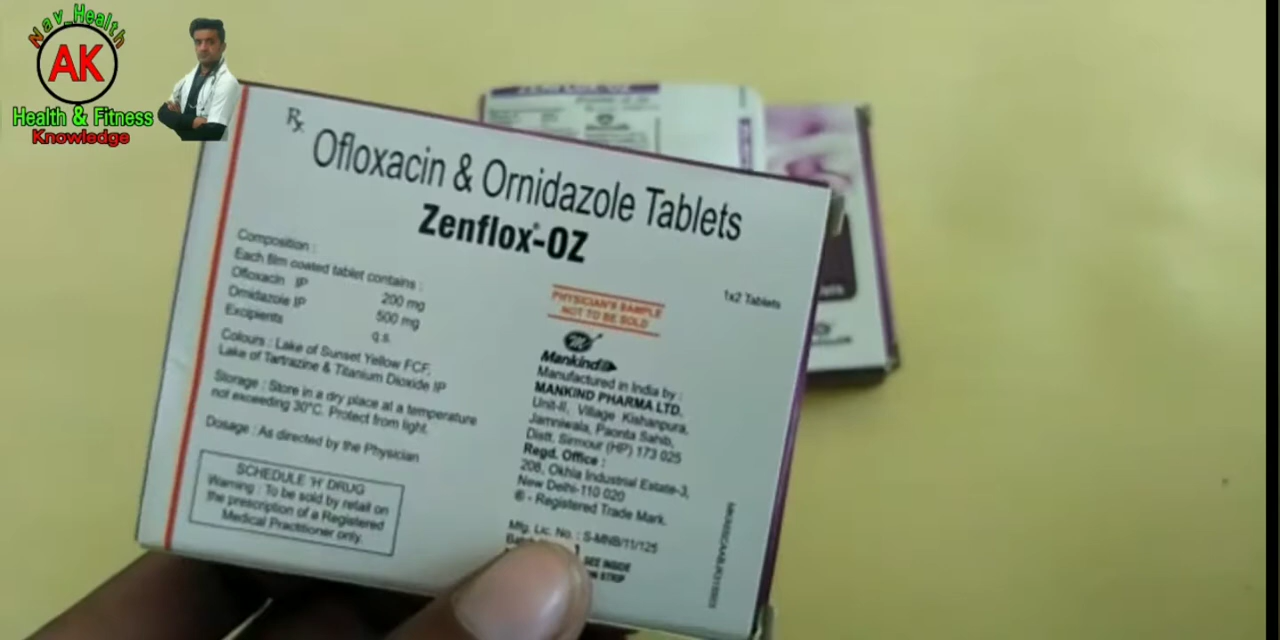 Nav_Health
AK
Health & Fitness
Knowledge
Rx
Ofloxacin & Ornidazole Tablets
Zenflox®-OZ
Composition :
Each film coated tablet contains :
Ofloxacin IP 200 mg
Ornidazole IP 500 mg
Excipients q.s.
Colours : Lake of Sunset Yellow FCF,
Lake of Tartrazine & Titanium Dioxide IP
Storage : Store in a dry place at a temperature
not exceeding 30°C. Protect from light.
Dosage : As directed by the Physician
SCHEDULE 'H' DRUG
Warning : To be sold by retail on
the prescription of a Registered
Medical Practitioner only.
1x2 Tablets
PHYSICIAN'S SAMPLE
NOT TO BE SOLD
Mankind
Manufactured in India by :
MANKIND PHARMA LTD.
Unit-II, Village Kishanpura,
Jamniwala, Paonta Sahib,
Distt. Sirmour (HP) 173 025
Regd. Office :
208, Okhla Industrial Estate-3,
New Delhi-110 020
® - Registered Trade Mark.
Mfg. Lic. No. : S-MNB/11/125
SEE INSIDE
STRIP
ZENFLOX-OZ